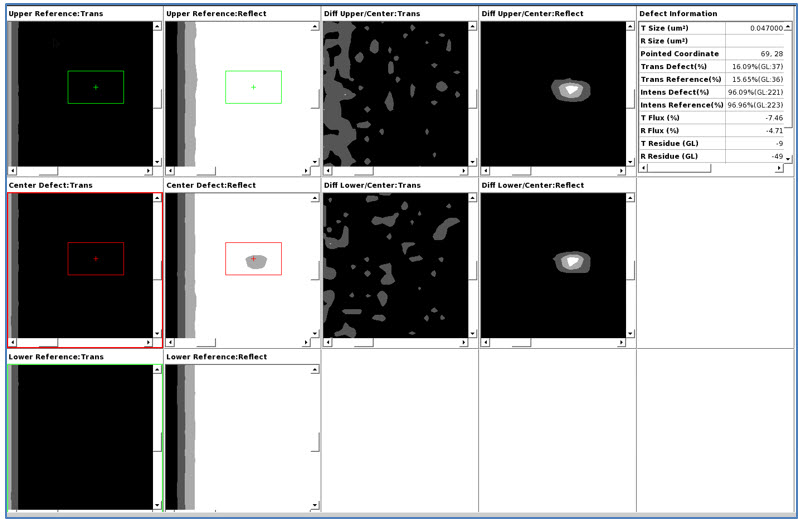 Upper Reference:Trans
Upper Reference:Reflect
Diff Upper/Center:Trans
Diff Upper/Center:Reflect
Defect Information
T Size (um²) 0.047000
R Size (um²)
Pointed Coordinate 69, 28
Trans Defect(%) 16.09%(GL:37)
Trans Reference(%) 15.65%(GL:36)
Intens Defect(%) 96.09%(GL:221)
Intens Reference(%) 96.96%(GL:223)
T Flux (%) -7.46
R Flux (%) -4.71
T Residue (GL) -9
R Residue (GL) -49
Center Defect:Trans
Center Defect:Reflect
Diff Lower/Center:Trans
Diff Lower/Center:Reflect
Lower Reference:Trans
Lower Reference:Reflect